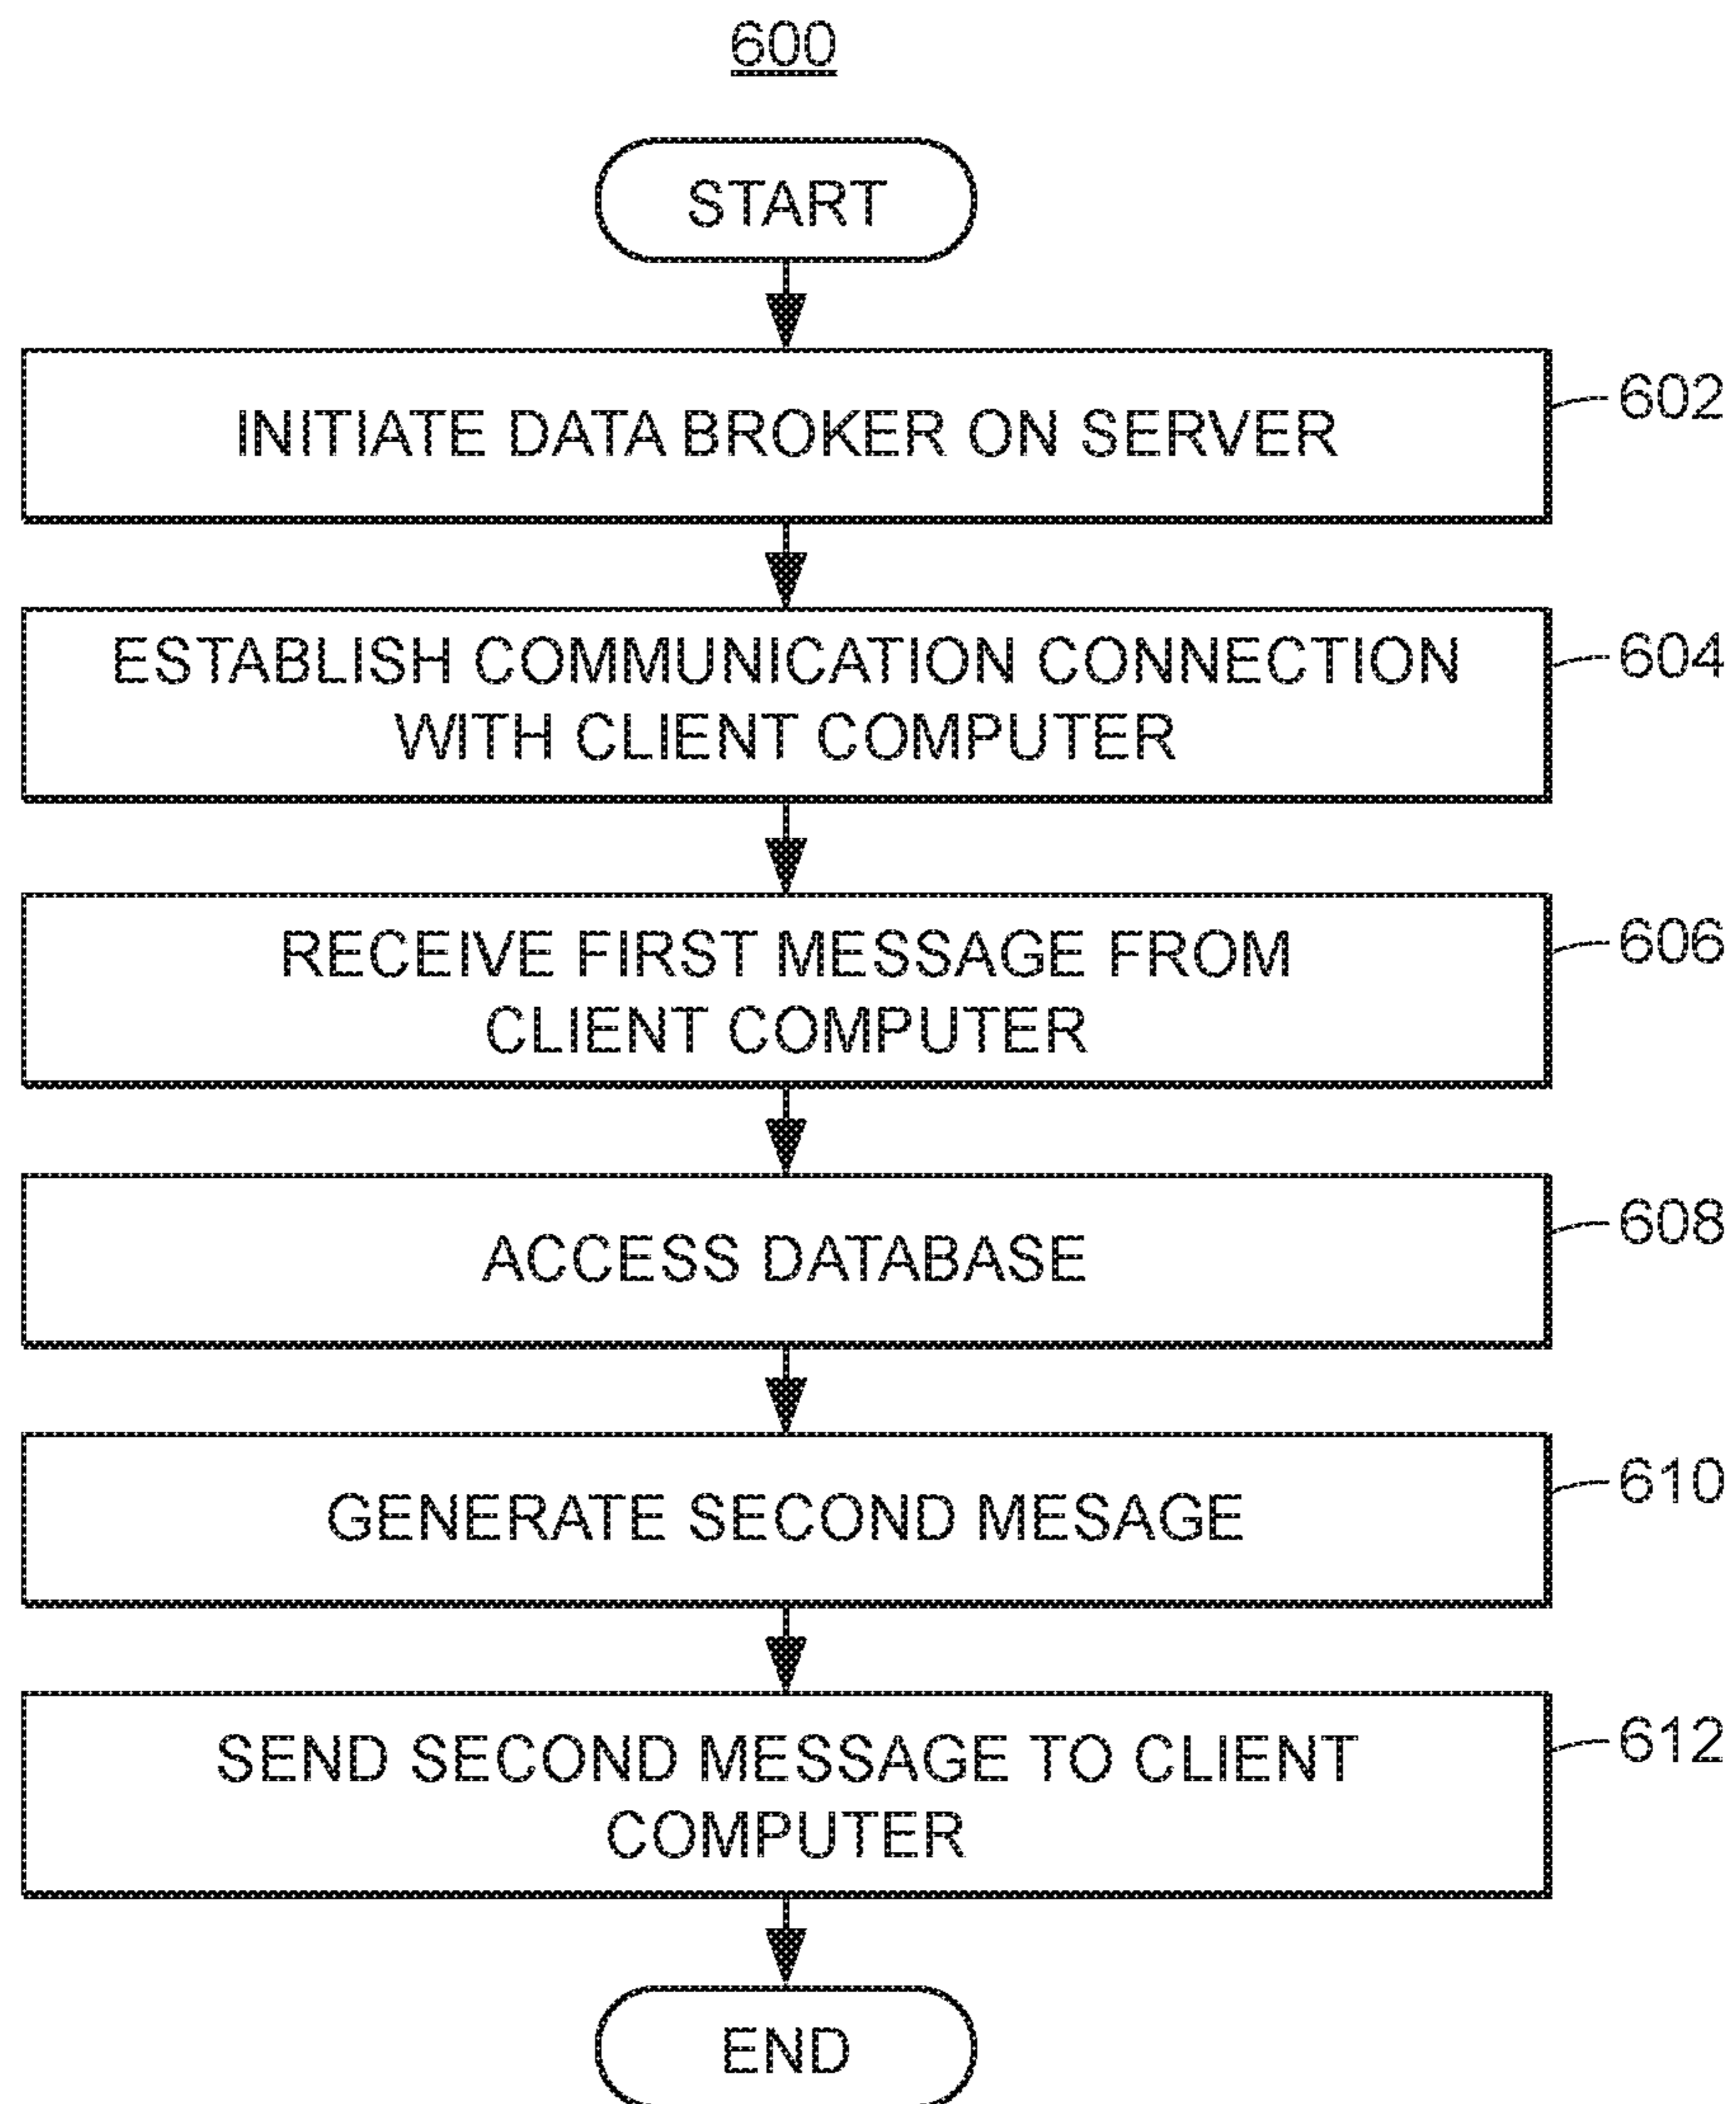 600
START
INITIATE DATA BROKER ON SERVER
602
ESTABLISH COMMUNICATION CONNECTION
WITH CLIENT COMPUTER
604
RECEIVE FIRST MESSAGE FROM
CLIENT COMPUTER
606
ACCESS DATABASE
608
GENERATE SECOND MESAGE
610
SEND SECOND MESSAGE TO CLIENT
COMPUTER
612
END